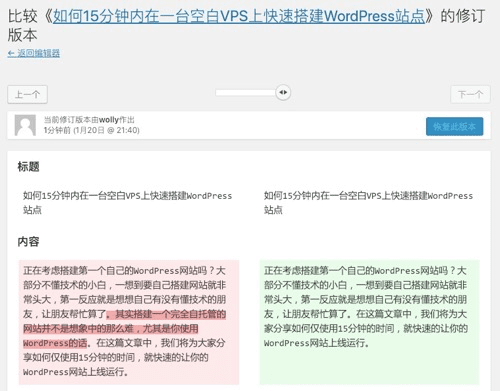 比较《如何15分钟内在一台空白VPS上快速搭建WordPress站点》的修订
版本
← 返回编辑器
上一个
下一个
当前修订版本由wolly作出
1分钟前 (1月20日 @ 21:40)
恢复此版本
标题
如何15分钟内在一台空白VPS上快速搭建WordPress
站点
如何15分钟内在一台空白VPS上快速搭建WordPress
站点
内容
正在考虑搭建第一个自己的WordPress网站吗？大
部分不懂技术的小白，一想到要自己搭建网站就非
常头大，第一反应就是想想自己有没有懂技术的朋
友，让朋友帮忙算了。其实搭建一个完全自托管的
网站并不是想象中的那么难，尤其是你使用
WordPress的话。在这篇文章中，我们将为大家分
享如何仅使用15分钟的时间，就快速的让你的
WordPress网站上线运行。
正在考虑搭建第一个自己的WordPress网站吗？大
部分不懂技术的小白，一想到要自己搭建网站就非
常头大，第一反应就是想想自己有没有懂技术的朋
友，让朋友帮忙算了。在这篇文章中，我们将为大
家分享如何仅使用15分钟的时间，就快速的让你的
WordPress网站上线运行。